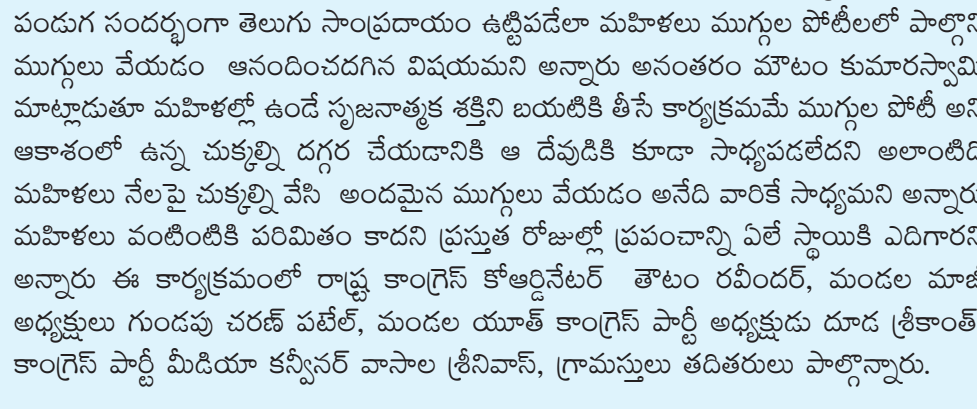 పండుగ సందర్భంగా తెలుగు సాంప్రదాయం ఉట్టిపడేలా మహిళలు ముగ్గుల పోటీలలో పాల్గొని
ముగ్గులు వేయడం ఆనందించదగిన విషయమని అన్నారు అనంతరం మౌటం కుమారస్వామి
మాట్లాడుతూ మహిళల్లో ఉండే సృజనాత్మక శక్తిని బయటికి తీసే కార్యక్రమమే ముగ్గుల పోటీ అని
ఆకాశంలో ఉన్న చుక్కల్ని దగ్గర చేయడానికి ఆ దేవుడికి కూడా సాధ్యపడలేదని అలాంటిది
మహిళలు నేలపై చుక్కల్ని వేసి అందమైన ముగ్గులు వేయడం అనేది వారికే సాధ్యమని అన్నారు
మహిళలు వంటింటికి పరిమితం కాదని ప్రస్తుత రోజుల్లో ప్రపంచాన్ని ఏలే స్థాయికి ఎదిగారని
అన్నారు ఈ కార్యక్రమంలో రాష్ట్ర కాంగ్రెస్ కోఆర్డినేటర్ తౌటం రవీందర్, మండల మాజీ
అధ్యక్షులు గుండపు చరణ్ పటేల్, మండల యూత్ కాంగ్రెస్ పార్టీ అధ్యక్షుడు దూడ శ్రీకాంత్
కాంగ్రెస్ పార్టీ మీడియా కన్వీనర్ వాసాల శ్రీనివాస్, గ్రామస్తులు తదితరులు పాల్గొన్నారు.